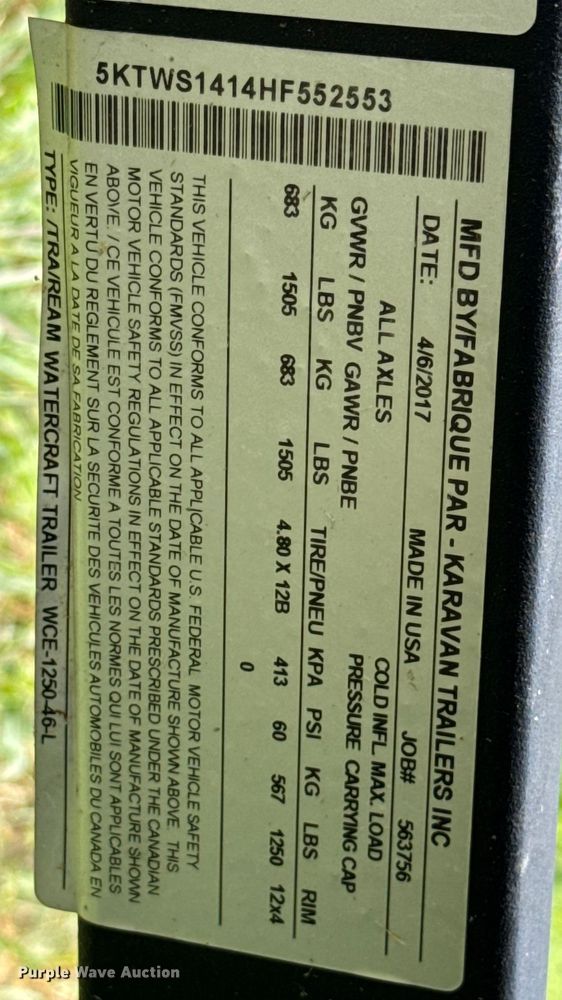 MFD BY/FABRIQUE PAR - KARAVAN TRAILERS INC
DATE: 4/6/2017 MADE IN USA JOB# 563756
ALL AXLES COLD INFL. MAX. LOAD
GVWR / PNBV GAWR / PNBE PRESSURE CARRYING CAP
KG LBS KG LBS TIRE/PNEU KPA PSI KG LBS RIM
683 1505 683 1505 4.80 X 12B 413 60 567 1250 12x4
0
THIS VEHICLE CONFORMS TO ALL APPLICABLE U.S. FEDERAL MOTOR VEHICLE SAFETY
STANDARDS (FMVSS) IN EFFECT ON THE DATE OF MANUFACTURE SHOWN ABOVE. THIS
VEHICLE CONFORMS TO ALL APPLICABLE STANDARDS PRESCRIBED UNDER THE CANADIAN
MOTOR VEHICLE SAFETY REGULATIONS IN EFFECT ON THE DATE OF MANUFACTURE SHOWN
ABOVE. / CE VEHICULE EST CONFORME A TOUTES LES NORMES QUI LUI SONT APPLICABLES
EN VERTU DU REGLEMENT SUR LA SECURITE DES VEHICULES AUTOMOBILES DU CANADA EN
VIGUEUR A LA DATE DE SA FABRICATION
TYPE: /TRA/REAM WATERCRAFT TRAILER WCE-1250-46-L
5KTWS1414HF552553
Purple Wave Auction